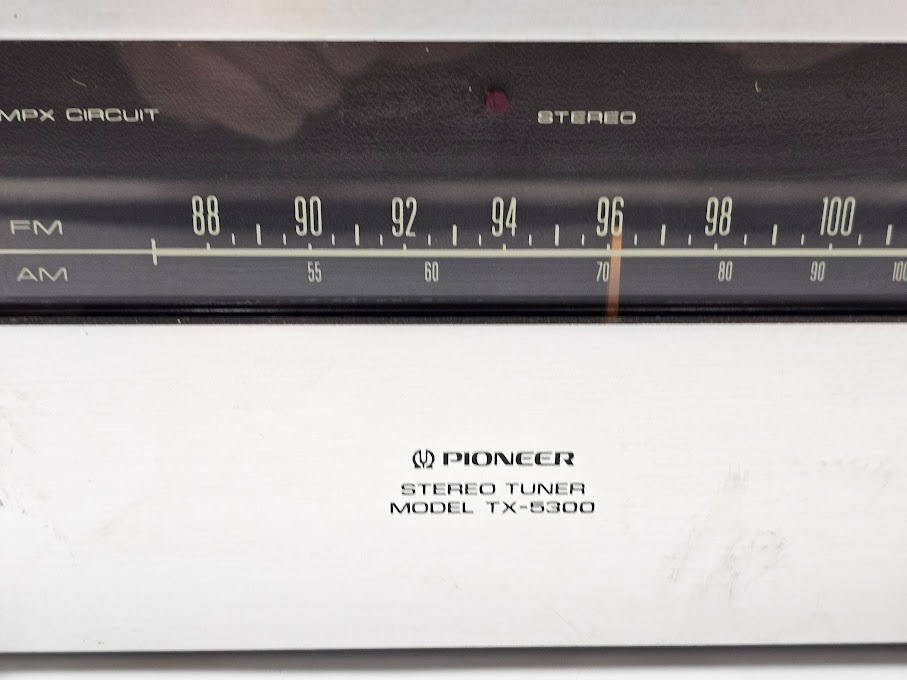 MPX CIRCUIT STEREO
FM 88 90 92 94 96 98 100
AM 55 60 70 80 90 100
PIONEER
STEREO TUNER
MODEL TX-5300